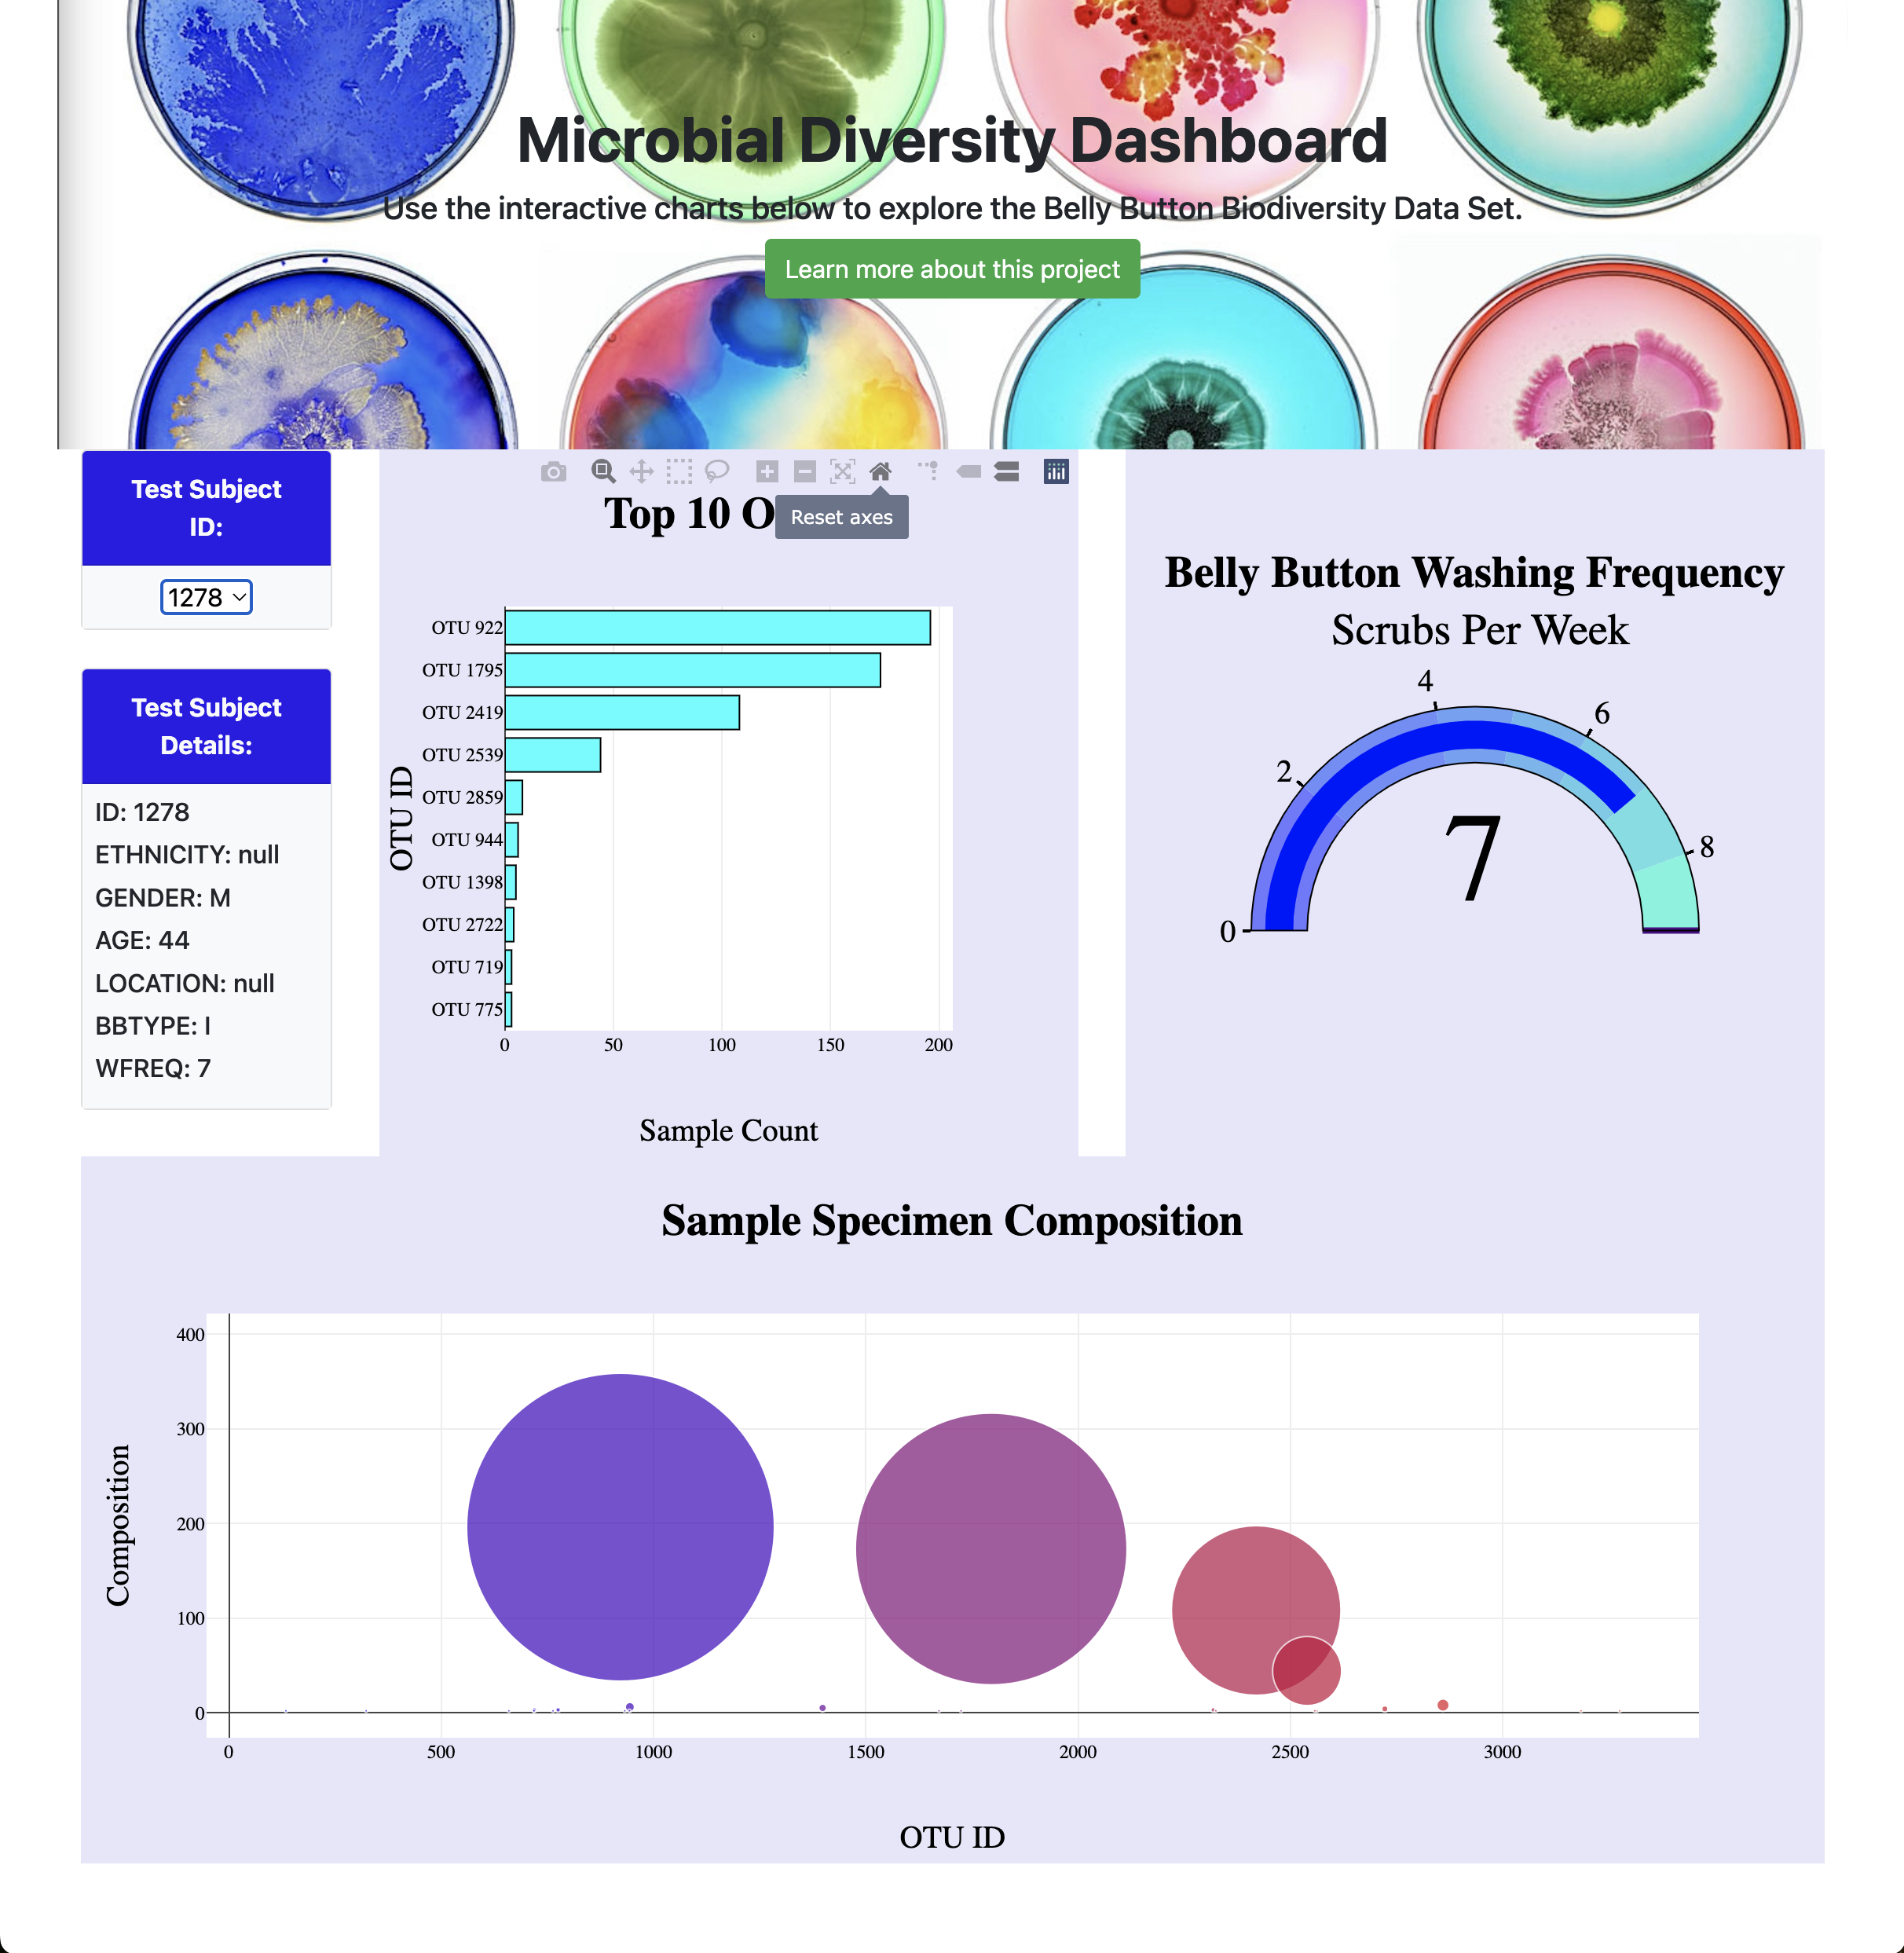 Microbial Diversity Dashboard
Use the interactive charts below to explore the Belly Button Biodiversity Data Set.
Learn more about this project
Test Subject
ID:
1278
Test Subject
Details:
ID: 1278
ETHNICITY: null
GENDER: M
AGE: 44
LOCATION: null
BBTYPE: I
WFREQ: 7
Top 10 O
Reset axes
OTU ID
OTU 922
OTU 1795
OTU 2419
OTU 2539
OTU 2859
OTU 944
OTU 1398
OTU 2722
OTU 719
OTU 775
0 50 100 150 200
Sample Count
Belly Button Washing Frequency
Scrubs Per Week
0
2
4
6
8
7
Sample Specimen Composition
Composition
400
300
200
100
0
0 500 1000 1500 2000 2500 3000
OTU ID